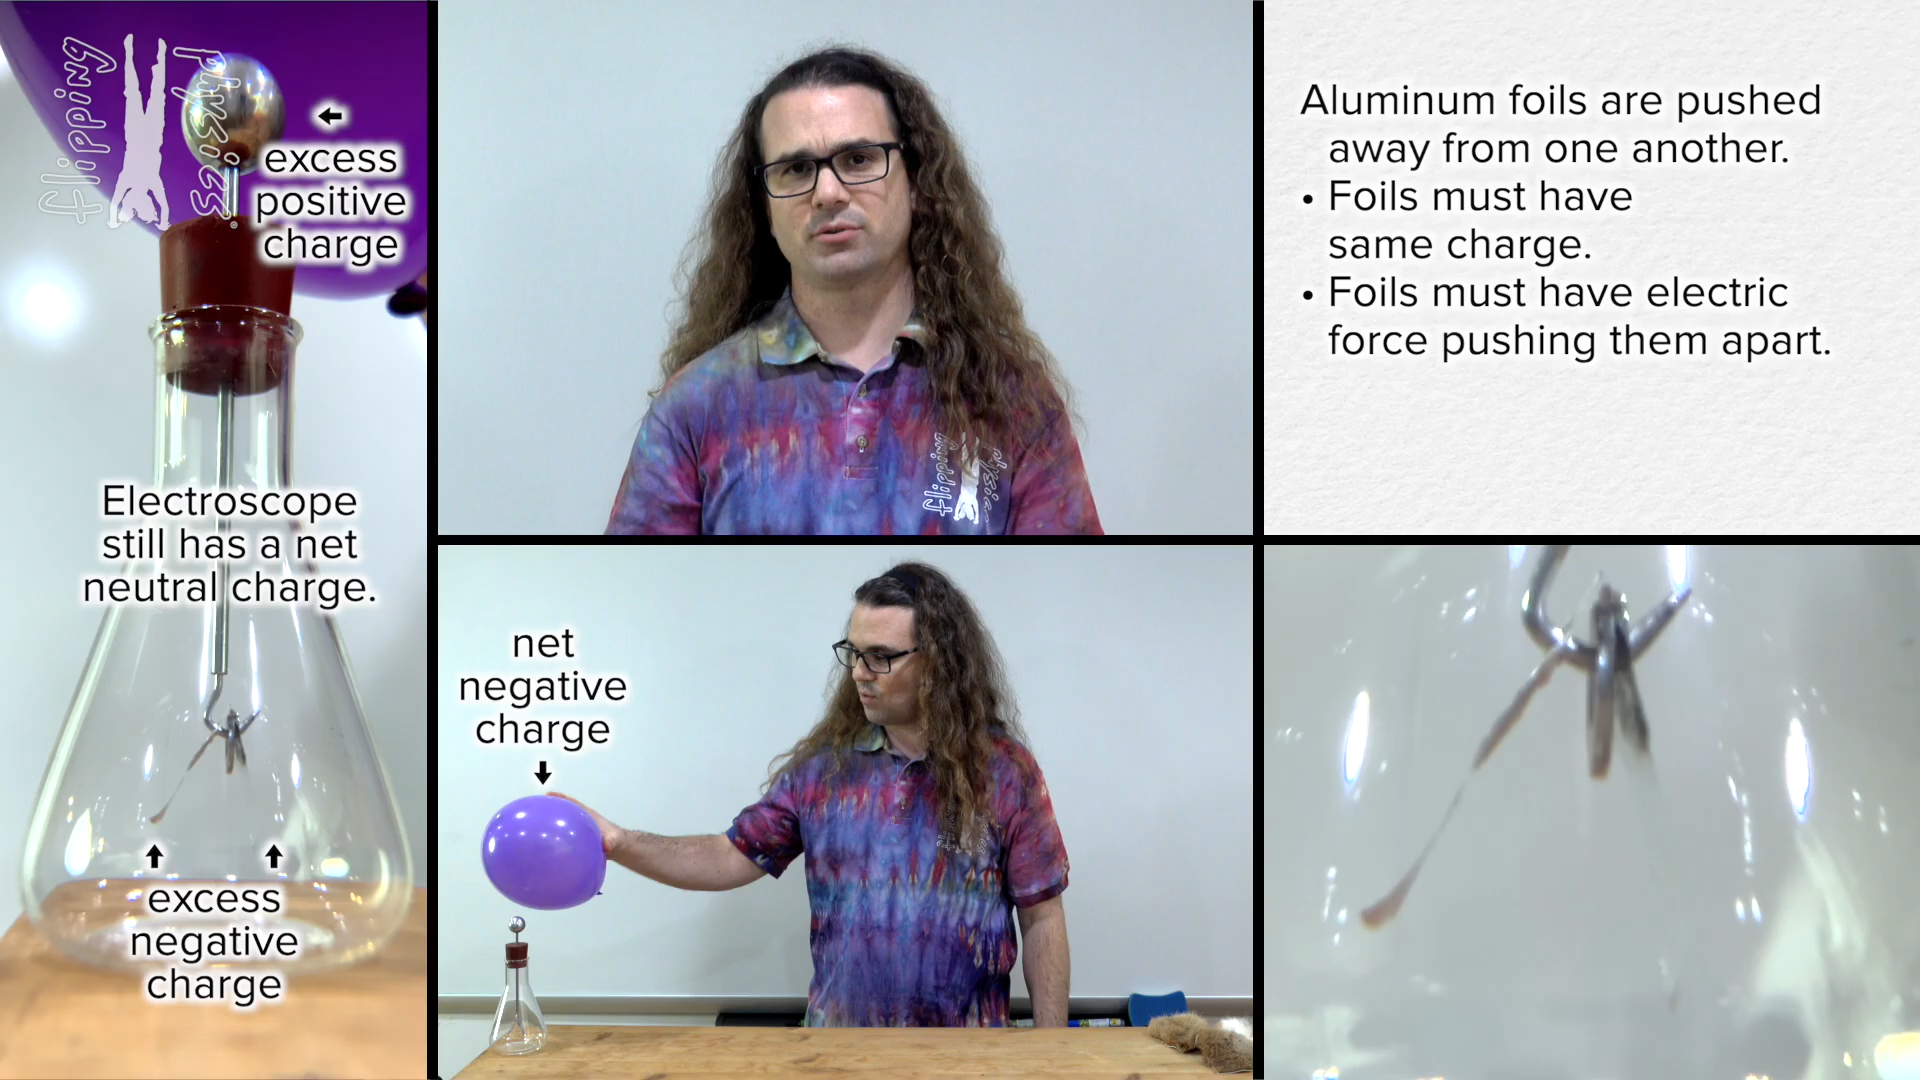 flipping
physics
®
←
excess
positive
charge
Electroscope
still has a net
neutral charge.
↑ ↑
excess
negative
charge
flipping
physics
net
negative
charge
↓
Aluminum foils are pushed
away from one another.
• Foils must have
same charge.
• Foils must have electric
force pushing them apart.